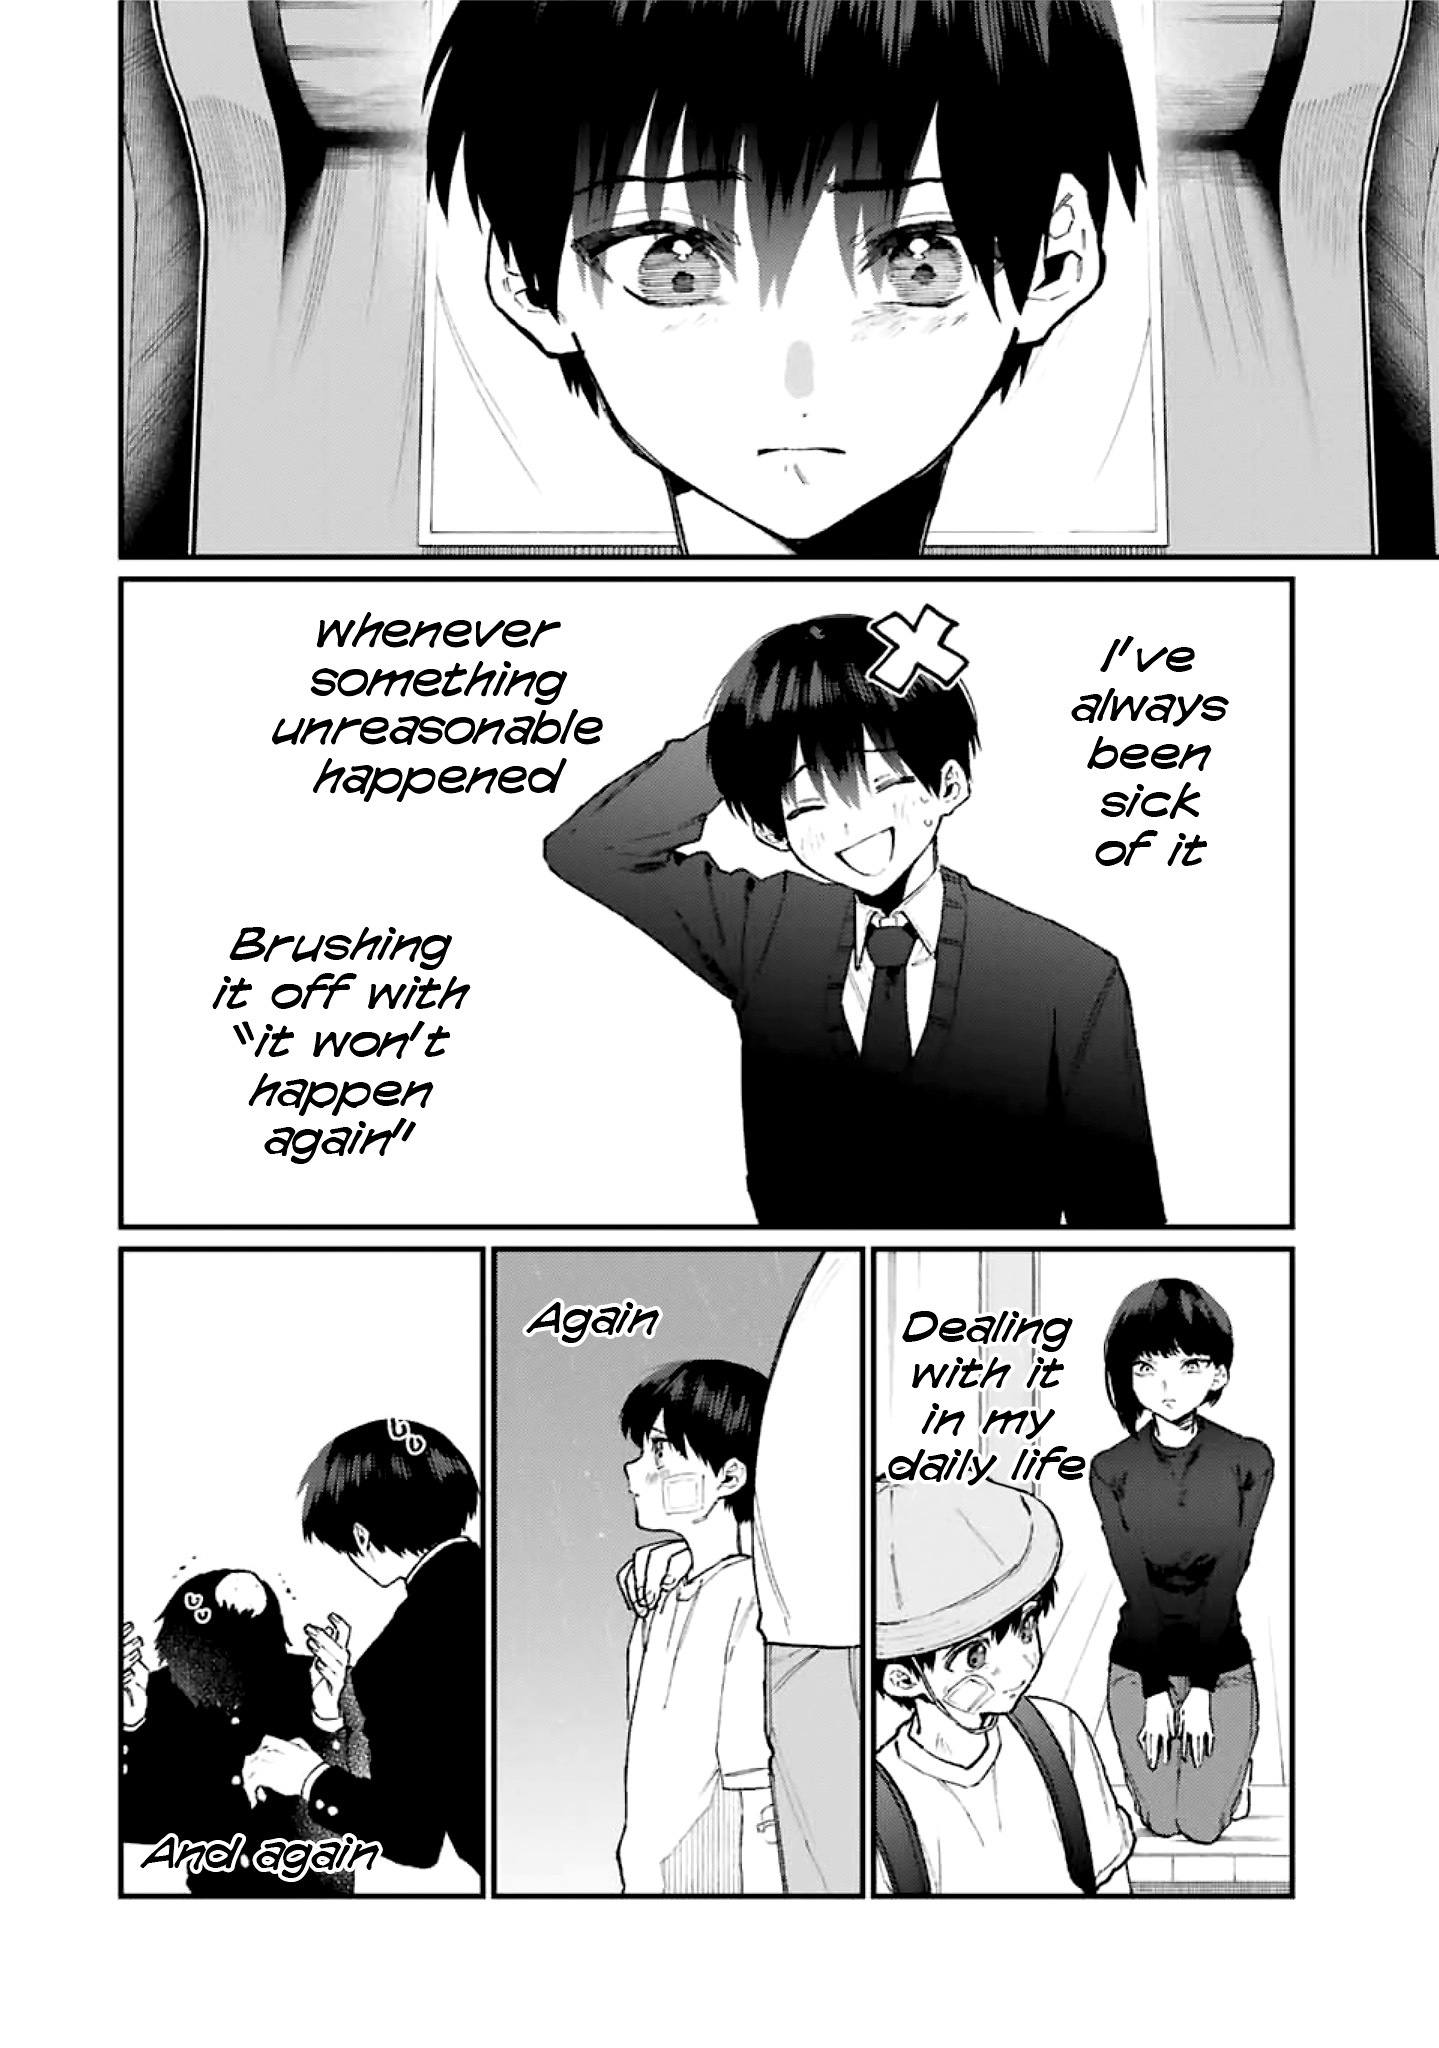 I've
always
been
sick
of it
whenever
something
unreasonable
happened
Brushing
it off with
"it won't
happen
again"
Dealing
with it
in my
daily life
Again
And again